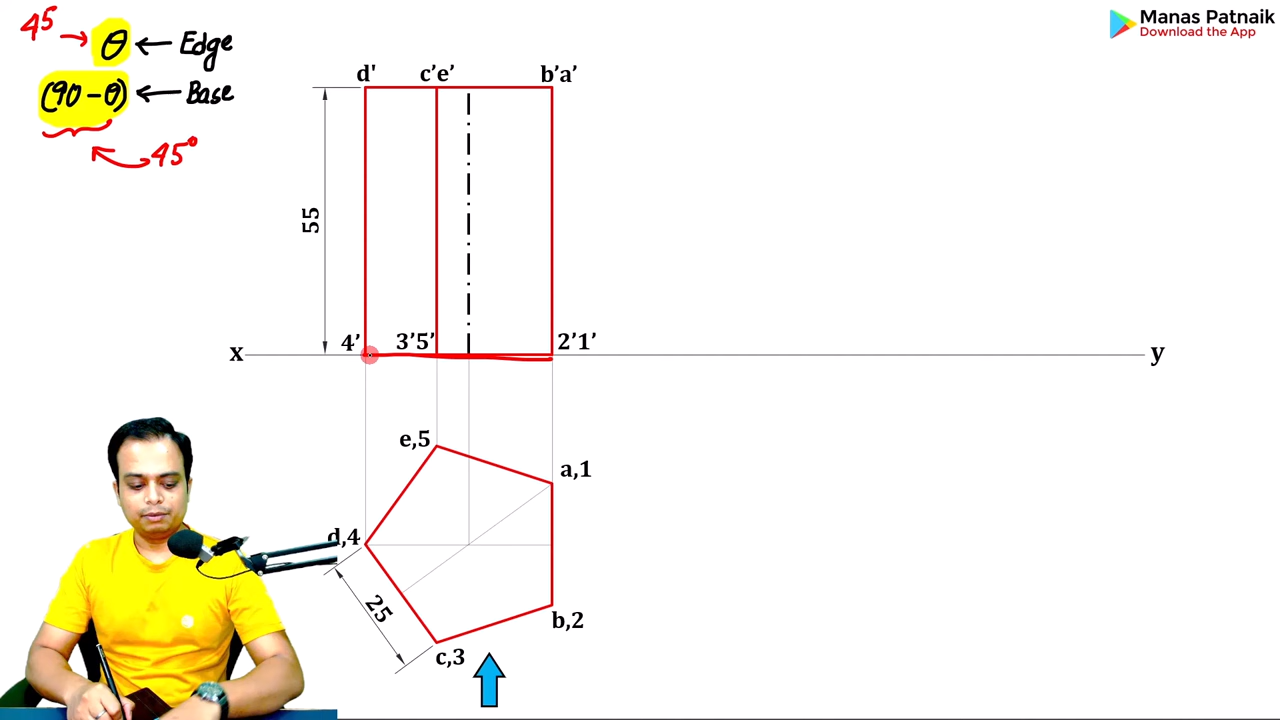 45
θ ← Edge
(90 - θ) ← Base
45°
Manas Patnaik
Download the App
d'
c'e'
b'a'
55
4'
3'5'
2'1'
x
y
e,5
a,1
d,4
25
b,2
c,3